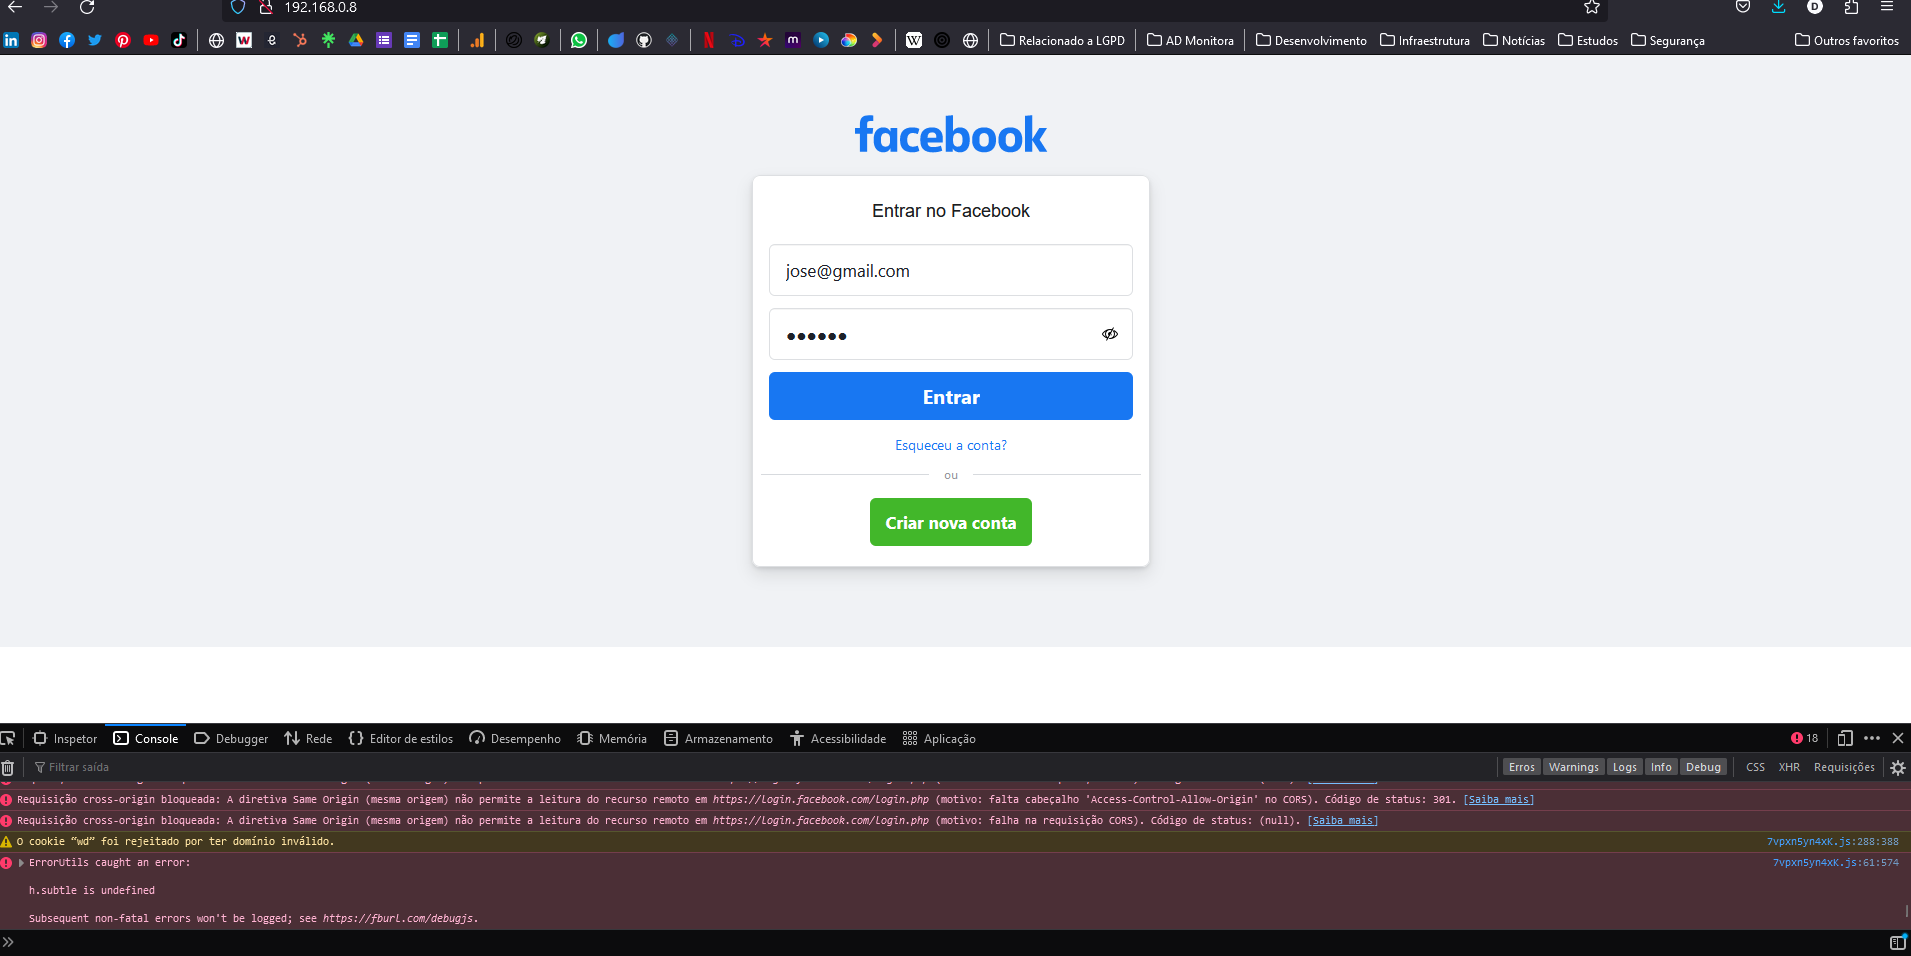 192.168.0.8
D
Relacionado a LGPD
AD Monitora
Desenvolvimento
Infraestrutura
Notícias
Estudos
Segurança
Outros favoritos
facebook
Entrar no Facebook
jose@gmail.com
Entrar
Esqueceu a conta?
ou
Criar nova conta
Inspetor
Console
Debugger
Rede
Editor de estilos
Desempenho
Memória
Armazenamento
Acessibilidade
Aplicação
18
Filtrar saída
Erros
Warnings
Logs
Info
Debug
CSS
XHR
Requisições
Requisição cross-origin bloqueada: A diretiva Same Origin (mesma origem) não permite a leitura do recurso remoto em https://login.facebook.com/login.php (motivo: falta cabeçalho 'Access-Control-Allow-Origin' no CORS). Código de status: 301. [Saiba mais]
Requisição cross-origin bloqueada: A diretiva Same Origin (mesma origem) não permite a leitura do recurso remoto em https://login.facebook.com/login.php (motivo: falha na requisição CORS). Código de status: (null). [Saiba mais]
O cookie “wd” foi rejeitado por ter domínio inválido. 7vpxn5yn4xK.js:288:388
ErrorUtils caught an error: 7vpxn5yn4xK.js:61:574
h.subtle is undefined
Subsequent non-fatal errors won't be logged; see https://fburl.com/debugjs.